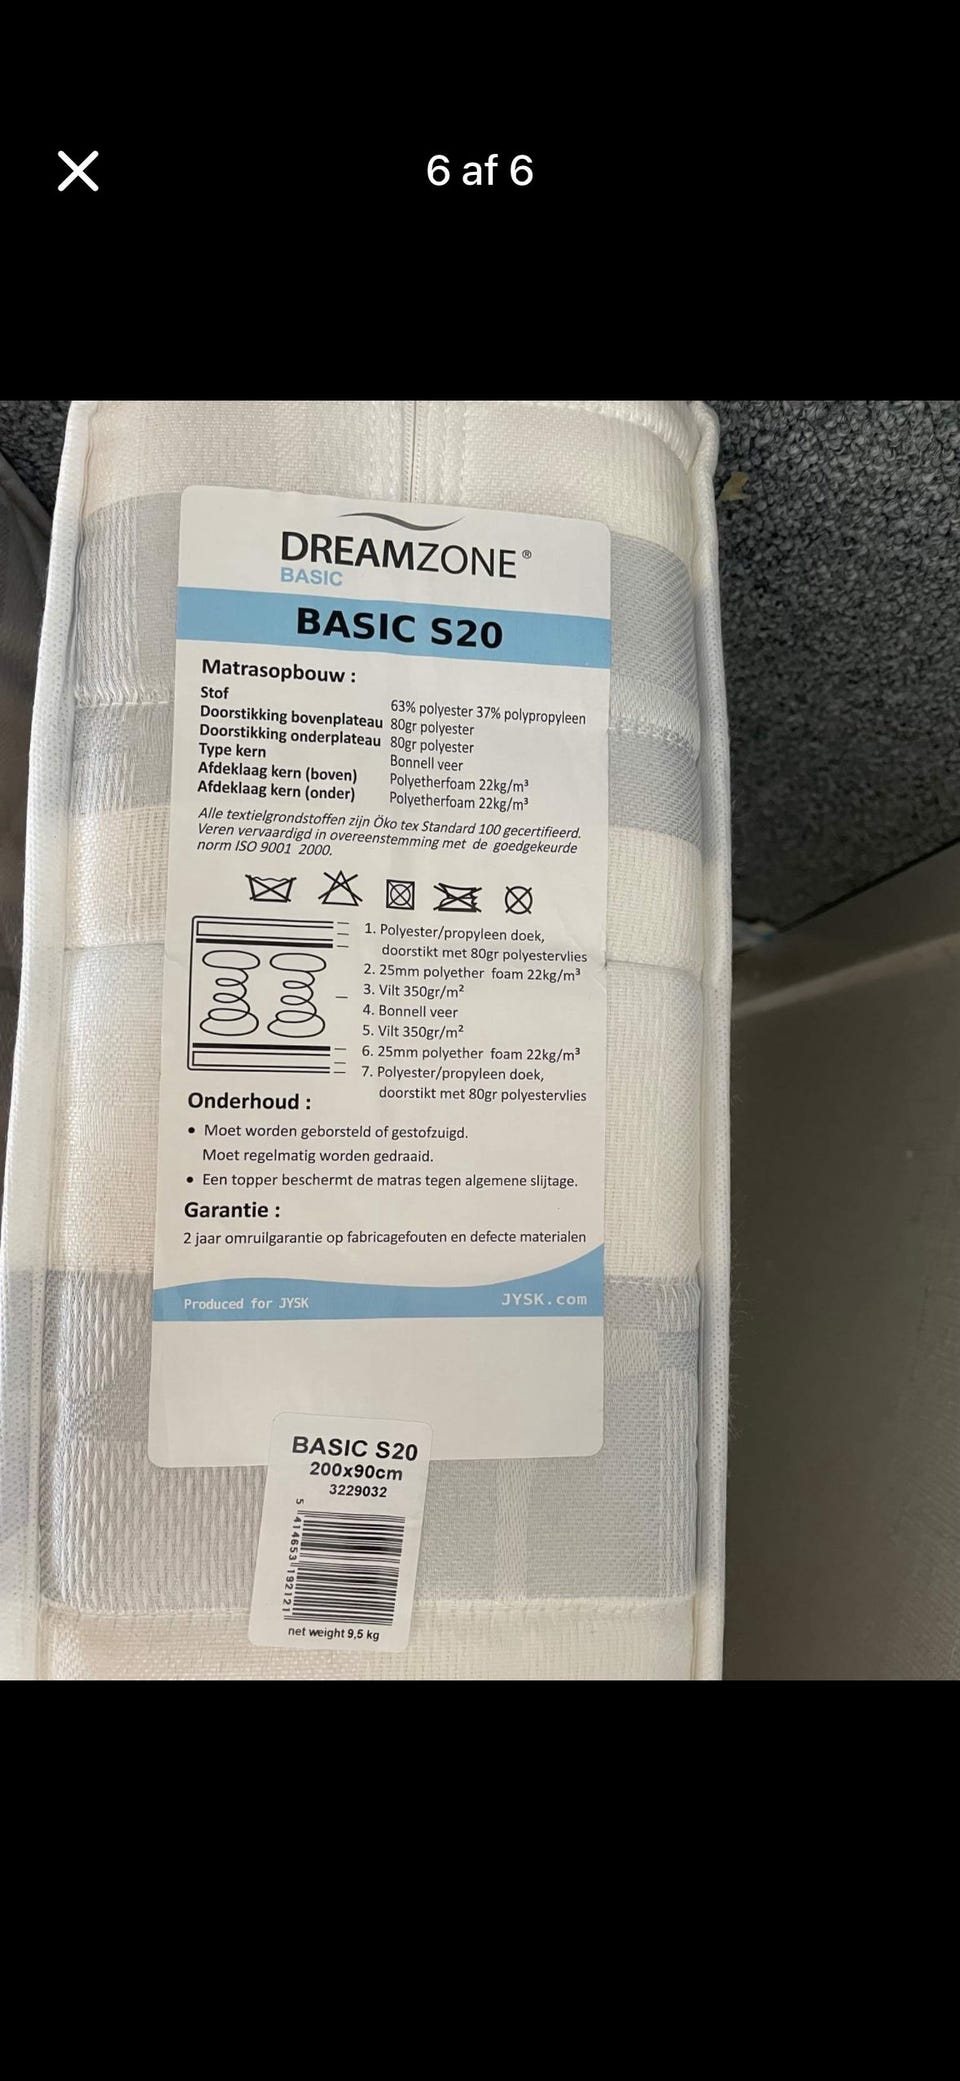 6 af 6
DREAMZONE®
BASIC
BASIC S20
Matrasopbouw :
Stof 63% polyester 37% polypropyleen
Doorstikking bovenplateau 80gr polyester
Doorstikking onderplateau 80gr polyester
Type kern Bonnell veer
Afdeklaag kern (boven) Polyetherfoam 22kg/m³
Afdeklaag kern (onder) Polyetherfoam 22kg/m³
Alle textielgrondstoffen zijn Öko tex Standard 100 gecertifieerd.
Veren vervaardigd in overeenstemming met de goedgekeurde
norm ISO 9001 2000.
1. Polyester/propyleen doek,
doorstikt met 80gr polyestervlies
2. 25mm polyether foam 22kg/m³
3. Vilt 350gr/m²
4. Bonnell veer
5. Vilt 350gr/m²
6. 25mm polyether foam 22kg/m³
7. Polyester/propyleen doek,
doorstikt met 80gr polyestervlies
Onderhoud :
• Moet worden geborsteld of gestofzuigd.
Moet regelmatig worden gedraaid.
• Een topper beschermt de matras tegen algemene slijtage.
Garantie :
2 jaar omruilgarantie op fabricagefouten en defecte materialen
Produced for JYSK JYSK.com
BASIC S20
200x90cm
3229032
5 414653 192121
net weight 9,5 kg